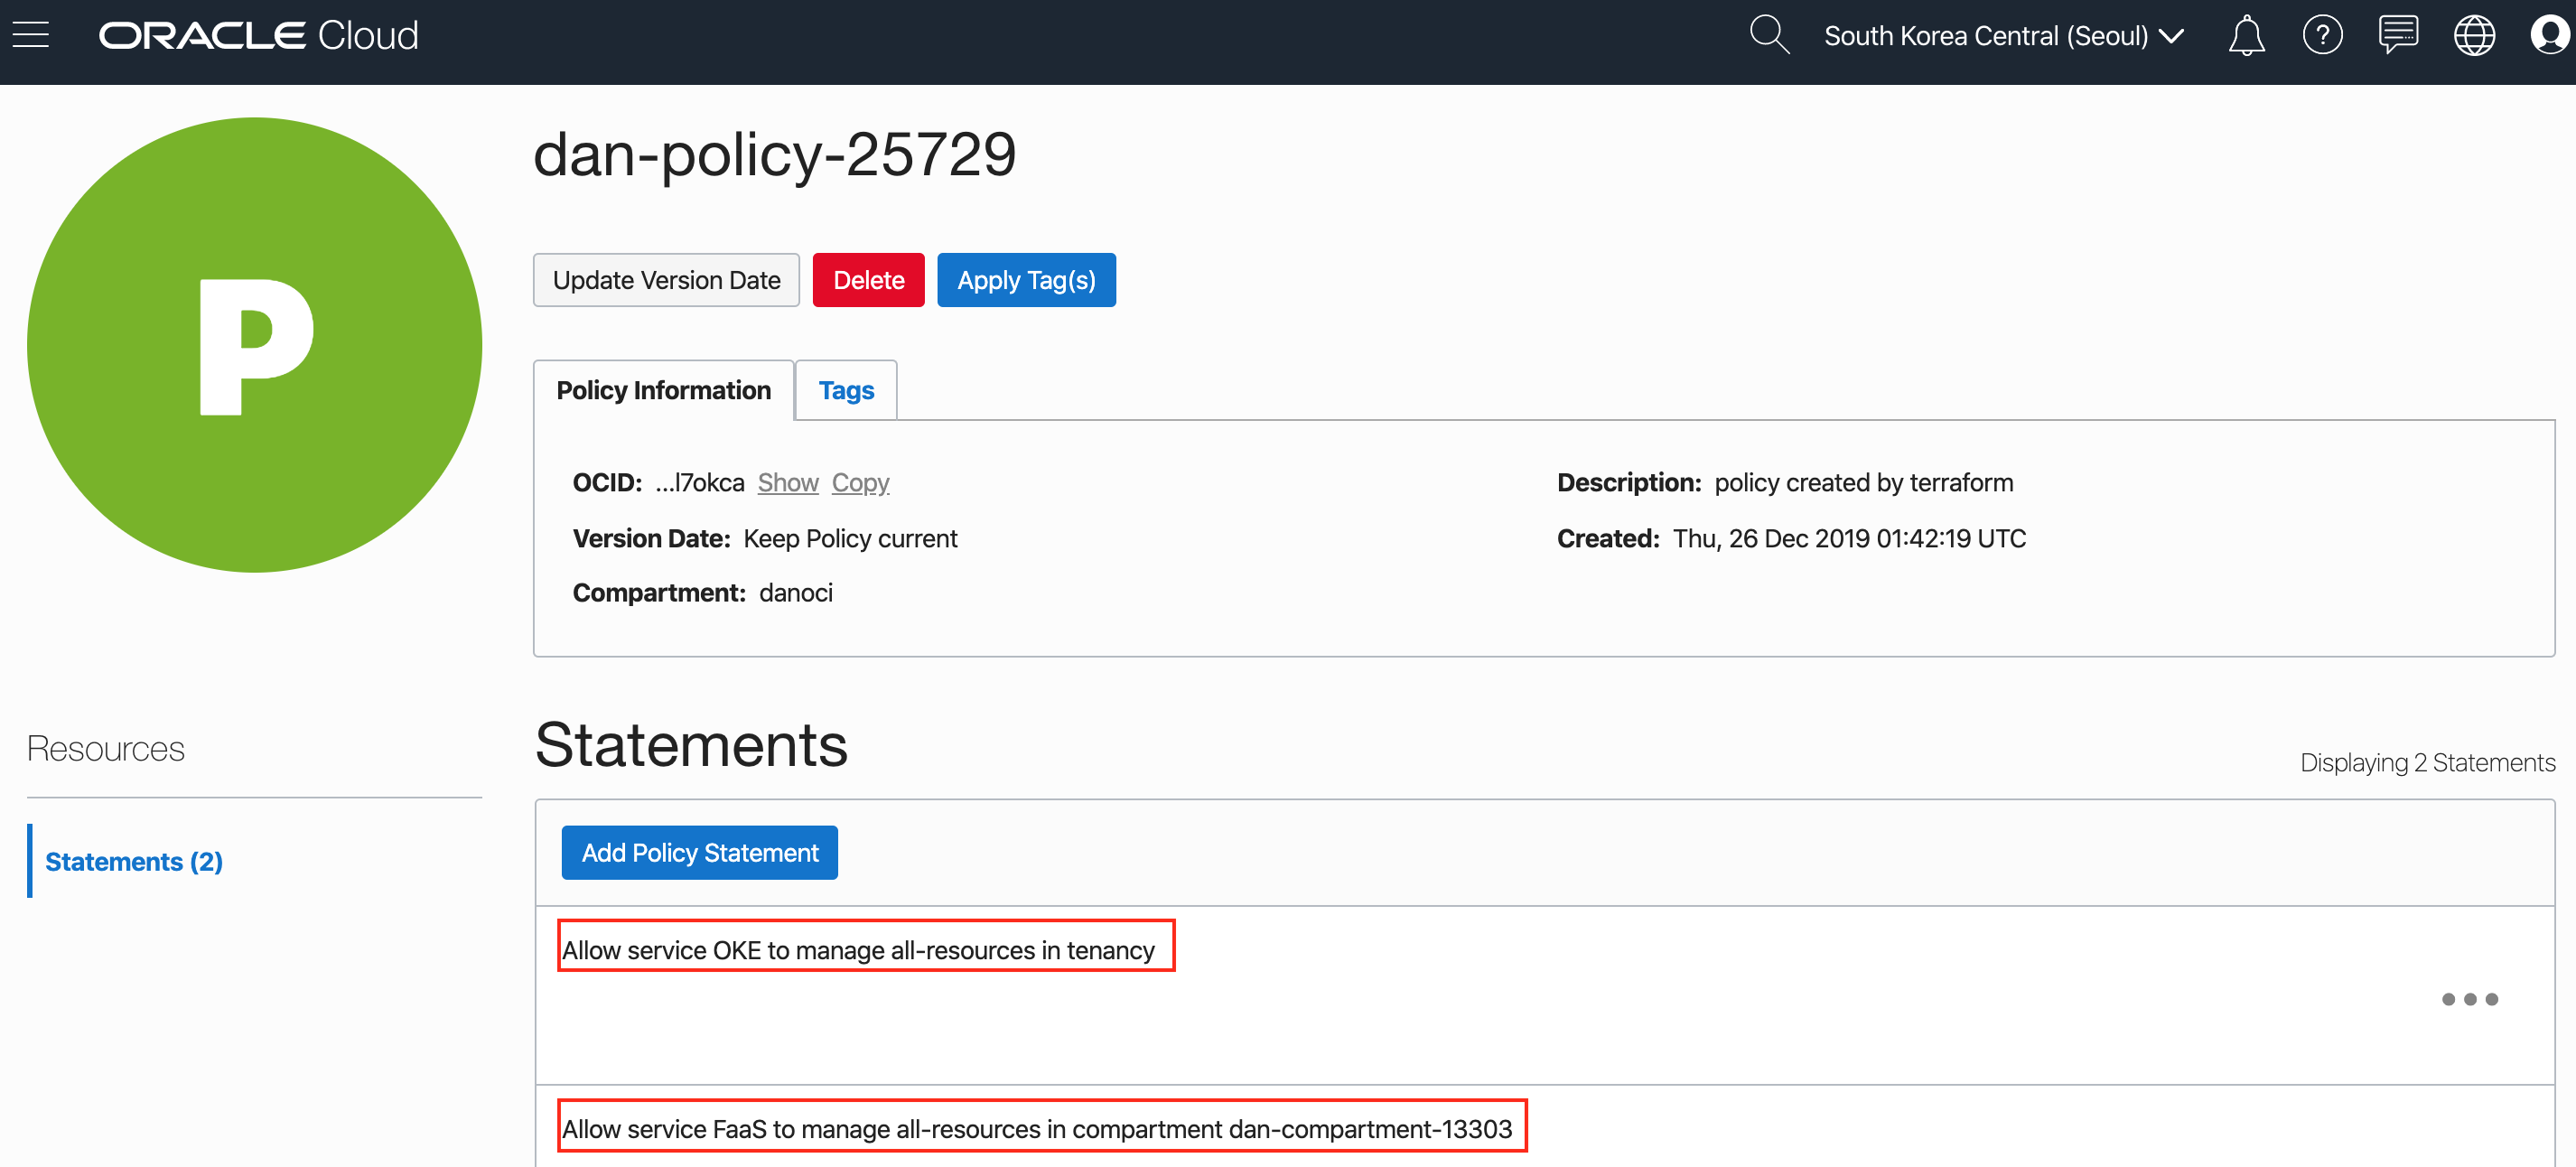 ORACLE Cloud
South Korea Central (Seoul)
?
P
dan-policy-25729
Update Version Date
Delete
Apply Tag(s)
Policy Information
Tags
OCID: ...l7okca Show Copy
Description: policy created by terraform
Version Date: Keep Policy current
Created: Thu, 26 Dec 2019 01:42:19 UTC
Compartment: danoci
Resources
Statements (2)
Statements
Displaying 2 Statements
Add Policy Statement
Allow service OKE to manage all-resources in tenancy
Allow service FaaS to manage all-resources in compartment dan-compartment-13303